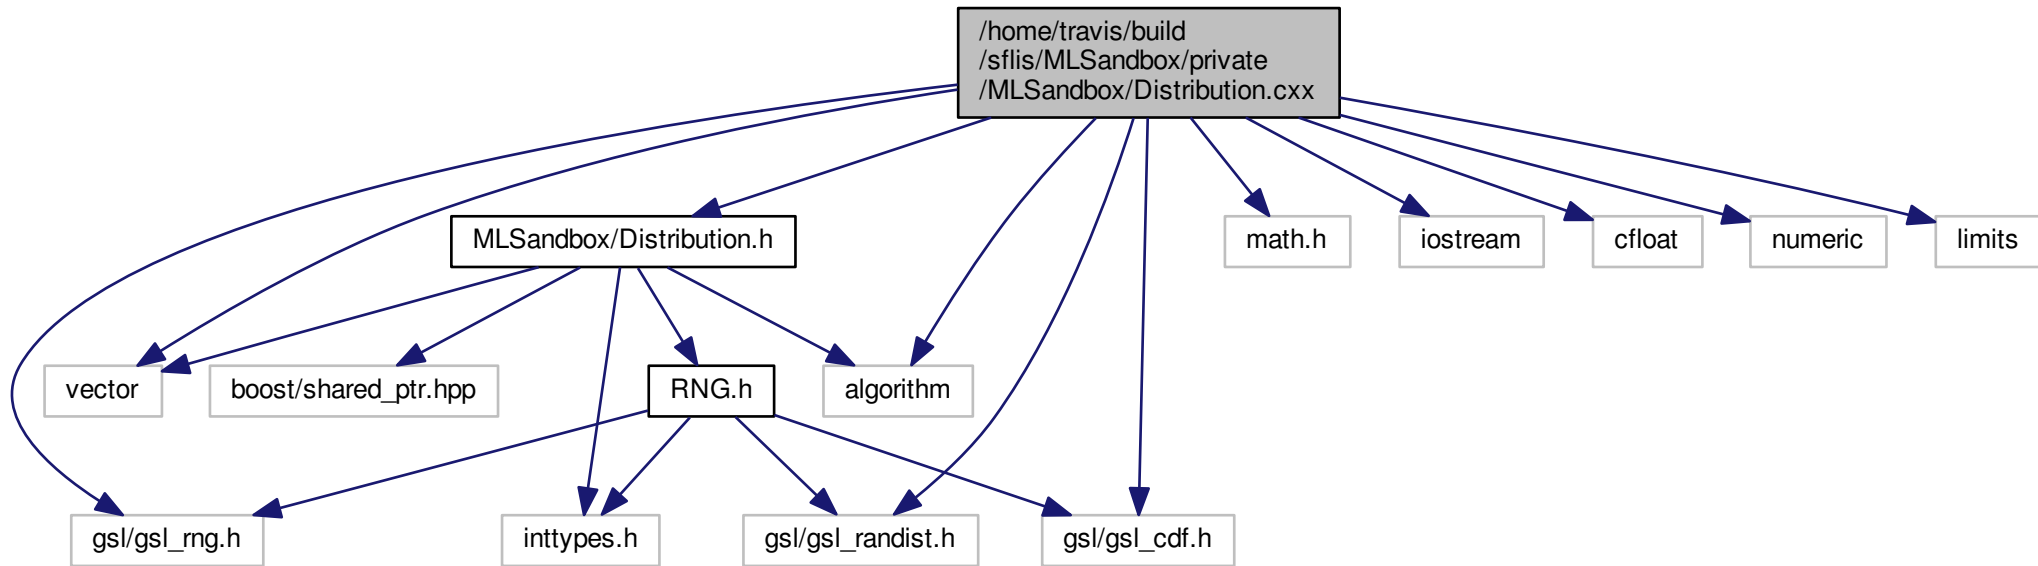 /home/travis/build
/sflis/MLSandbox/private
/MLSandbox/Distribution.cxx
MLSandbox/Distribution.h
math.h
iostream
cfloat
numeric
limits
vector
boost/shared_ptr.hpp
RNG.h
algorithm
gsl/gsl_rng.h
inttypes.h
gsl/gsl_randist.h
gsl/gsl_cdf.h